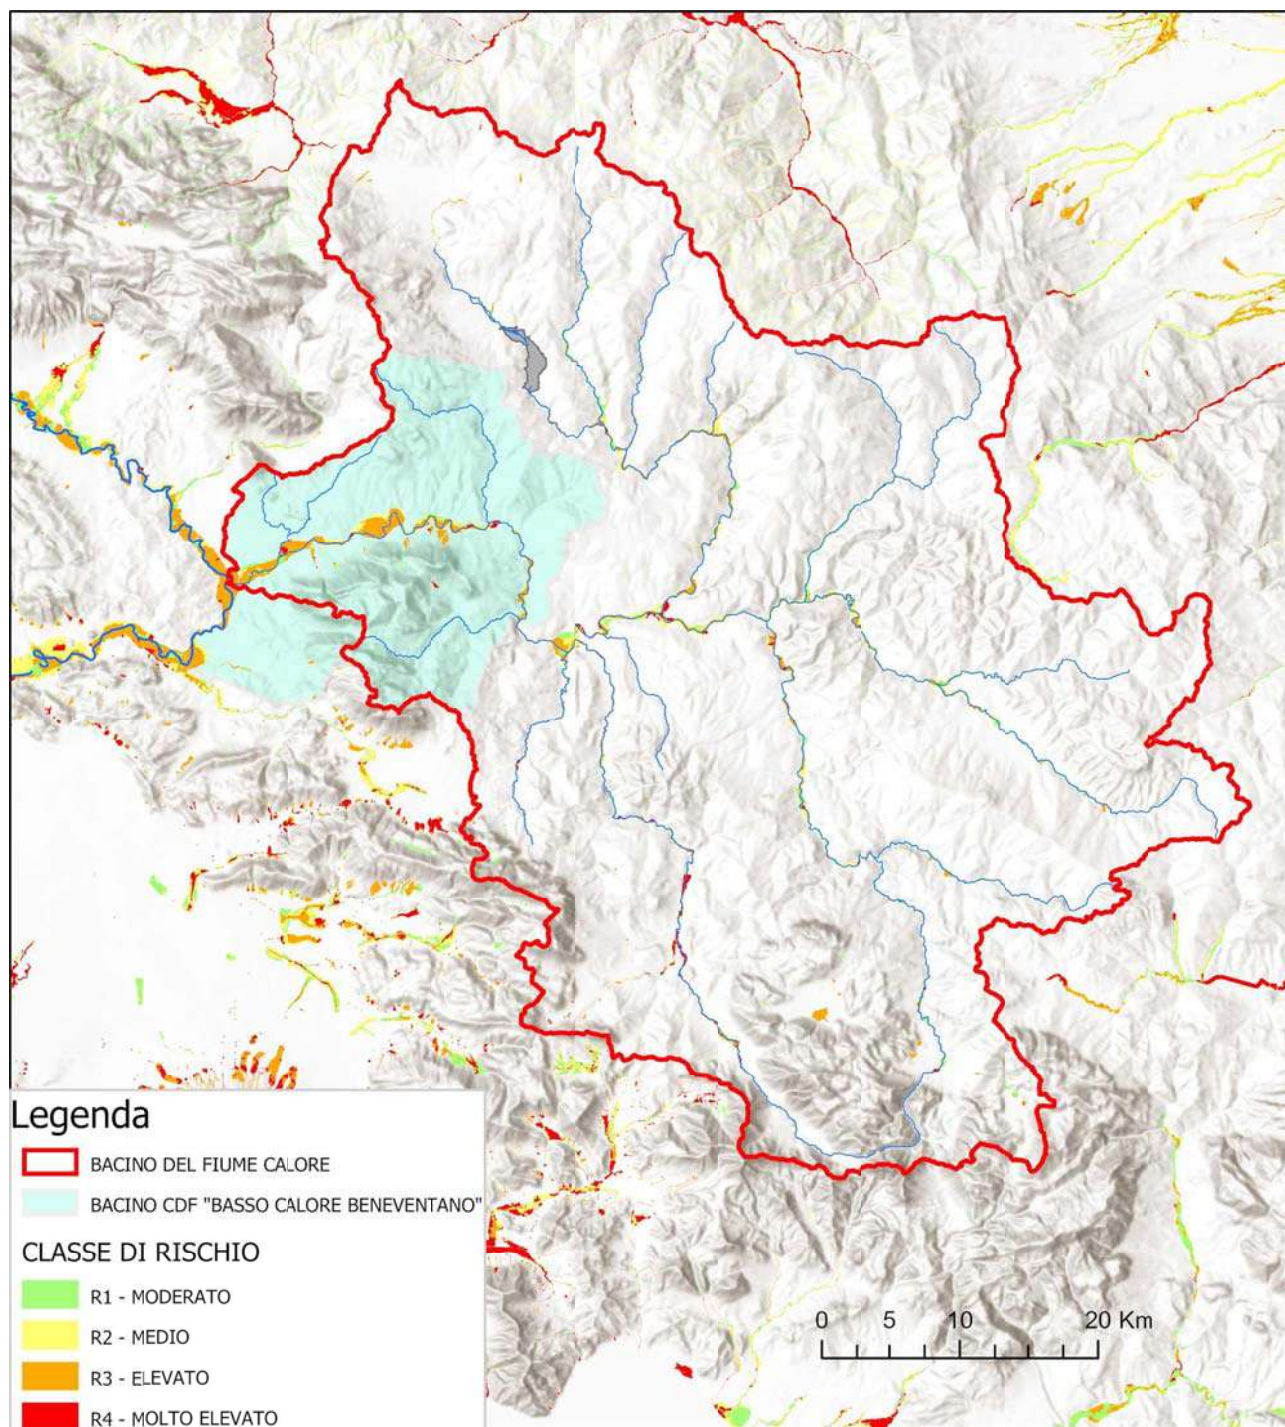 Legenda
BACINO DEL FIUME CALORE
BACINO CDF "BASSO CALORE BENEVENTANO"
CLASSE DI RISCHIO
R1 - MODERATO
R2 - MEDIO
R3 - ELEVATO
R4 - MOLTO ELEVATO
0 5 10 20 Km